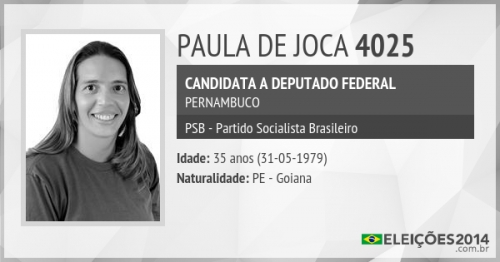 PAULA DE JOCA 4025
CANDIDATA A DEPUTADO FEDERAL
PERNAMBUCO
PSB - Partido Socialista Brasileiro
Idade: 35 anos (31-05-1979)
Naturalidade: PE - Goiana
ELEIÇÕES2014
.com.br